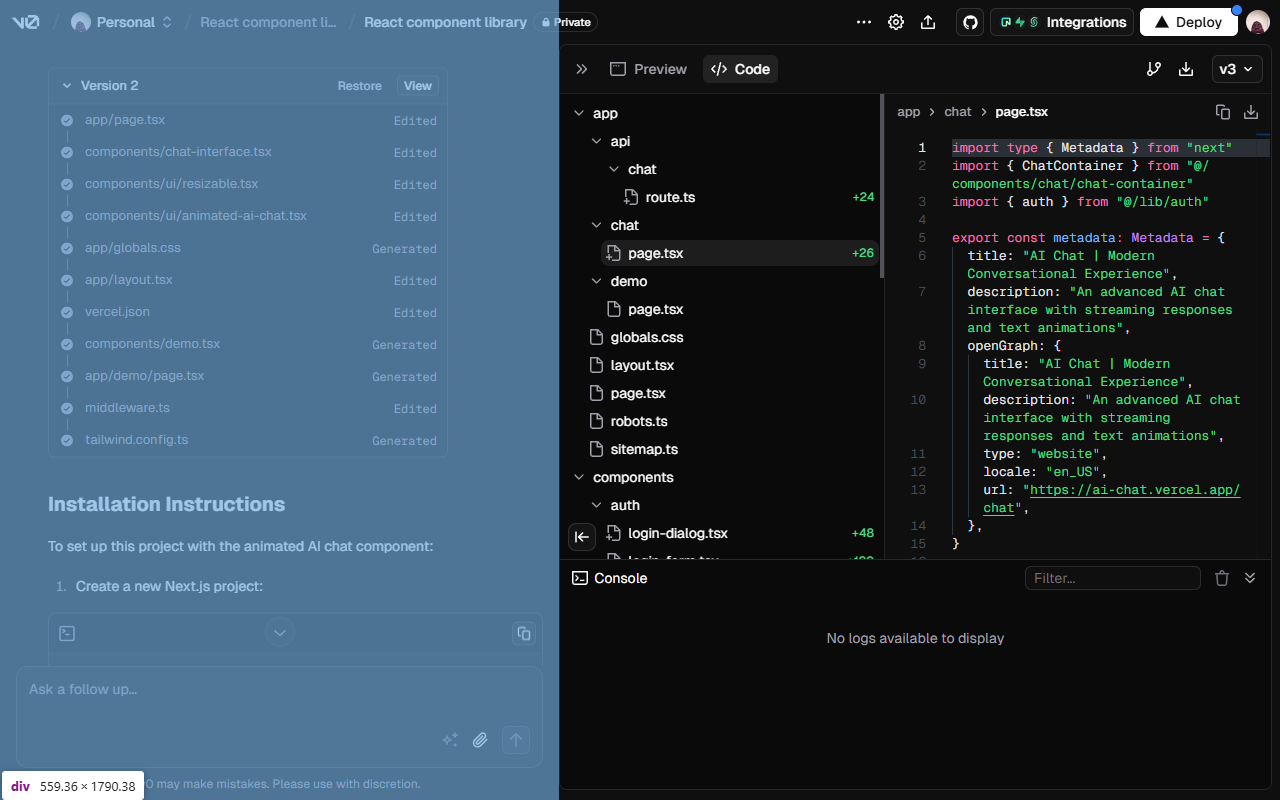 v0 / Personal / React component li... / React component library Private
Integrations
Deploy
Version 2 Restore View
app/page.tsx Edited
components/chat-interface.tsx Edited
components/ui/resizable.tsx Edited
components/ui/animated-ai-chat.tsx Edited
app/globals.css Generated
app/layout.tsx Edited
vercel.json Edited
components/demo.tsx Generated
app/demo/page.tsx Generated
middleware.ts Edited
tailwind.config.ts Generated
Installation Instructions
To set up this project with the animated AI chat component:
1. Create a new Next.js project:
Ask a follow up...
v0 may make mistakes. Please use with discretion.
div 559.36 × 1790.38
Preview
Code
v3
app
api
chat
route.ts +24
chat
page.tsx +26
demo
page.tsx
globals.css
layout.tsx
page.tsx
robots.ts
sitemap.ts
components
auth
login-dialog.tsx +48
app > chat > page.tsx
1 import type { Metadata } from "next"
2 import { ChatContainer } from "@/
components/chat/chat-container"
3 import { auth } from "@/lib/auth"
4
5 export const metadata: Metadata = {
6 title: "AI Chat | Modern
Conversational Experience",
7 description: "An advanced AI chat
interface with streaming responses
and text animations",
8 openGraph: {
9 title: "AI Chat | Modern
Conversational Experience",
10 description: "An advanced AI chat
interface with streaming
responses and text animations",
11 type: "website",
12 locale: "en_US",
13 url: "https://ai-chat.vercel.app/
chat",
14 },
15 }
Console
Filter...
No logs available to display